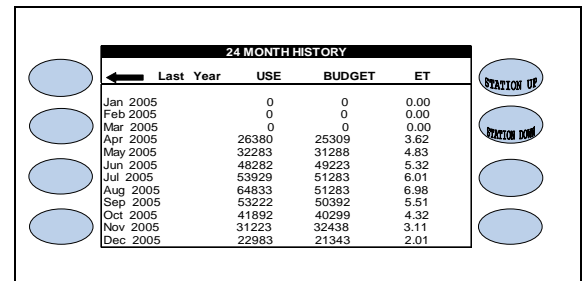 24 MONTH HISTORY
Last Year USE BUDGET ET
STATION UP
Jan 2005 0 0 0.00
Feb 2005 0 0 0.00
Mar 2005 0 0 0.00
STATION DOWN
Apr 2005 26380 25309 3.62
May 2005 32283 31288 4.83
Jun 2005 48282 49223 5.32
Jul 2005 53929 51283 6.01
Aug 2005 64833 51283 6.98
Sep 2005 53222 50392 5.51
Oct 2005 41892 40299 4.32
Nov 2005 31223 32438 3.11
Dec 2005 22983 21343 2.01